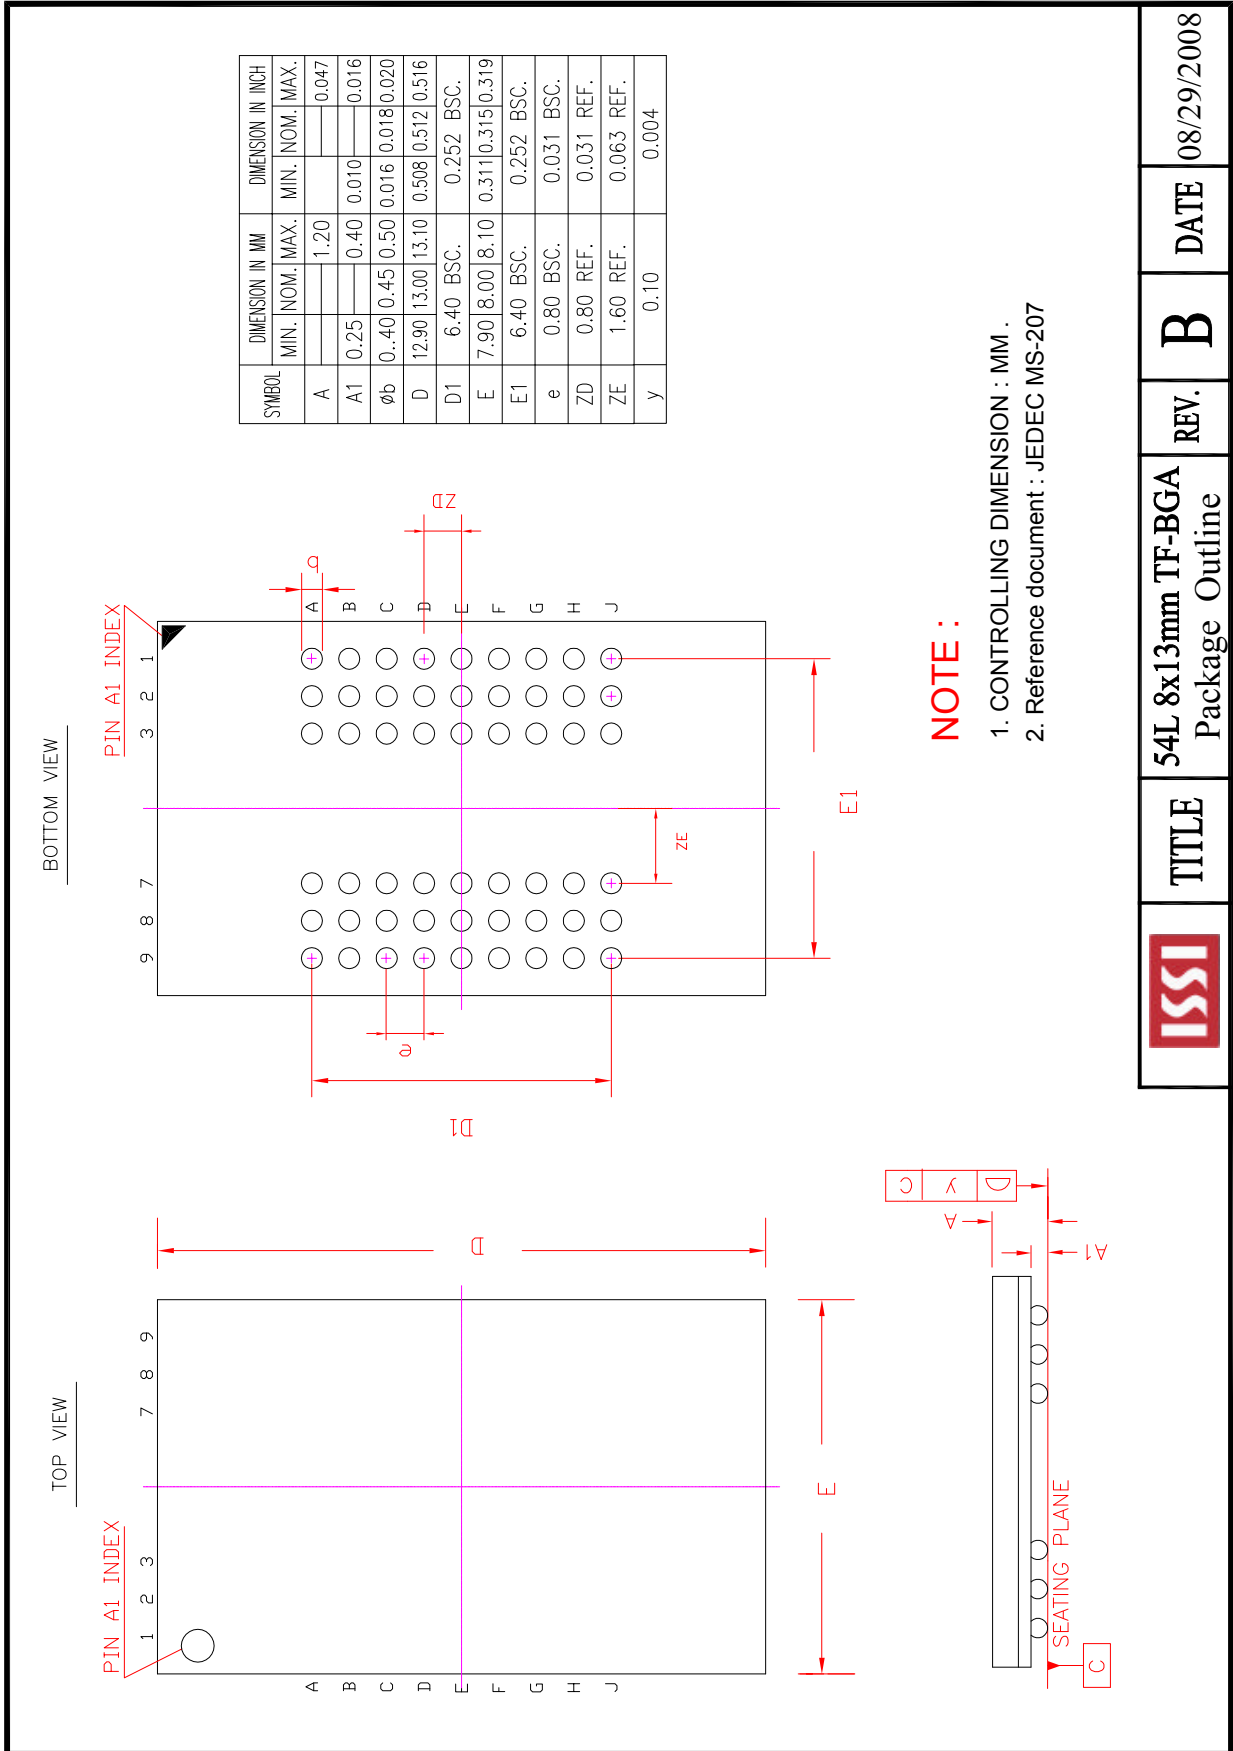 TOP VIEW
PIN A1 INDEX
1 2 3 7 8 9
A
B
C
D
E
F
G
H
J
D
E
BOTTOM VIEW
PIN A1 INDEX
9 8 7 3 2 1
A
B
C
D
E
F
G
H
J
b
ZD
e
D1
ZE
E1
SYMBOL DIMENSION IN MM DIMENSION IN INCH
MIN. NOM. MAX. MIN. NOM. MAX.
A 1.20 0.047
A1 0.25 0.40 0.010 0.016
øb 0..40 0.45 0.50 0.016 0.018 0.020
D 12.90 13.00 13.10 0.508 0.512 0.516
D1 6.40 BSC. 0.252 BSC.
E 7.90 8.00 8.10 0.311 0.315 0.319
E1 6.40 BSC. 0.252 BSC.
e 0.80 BSC. 0.031 BSC.
ZD 0.80 REF. 0.031 REF.
ZE 1.60 REF. 0.063 REF.
y 0.10 0.004
A
A1
D y C
SEATING PLANE
C
NOTE :
1. CONTROLLING DIMENSION : MM .
2. Reference document : JEDEC MS-207
ISSI
TITLE
54L 8x13mm TF-BGA
Package Outline
REV.
B
DATE
08/29/2008